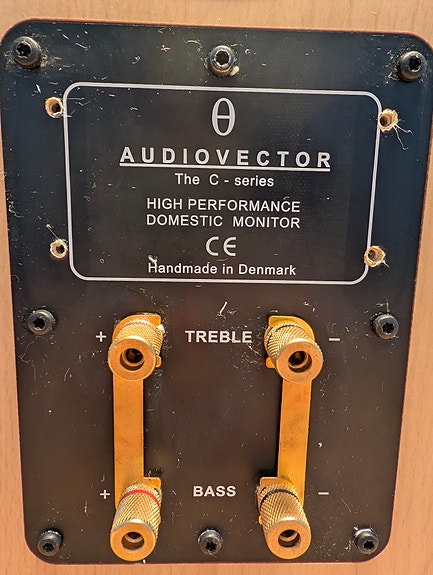 θ
AUDIOVECTOR
The C - series
HIGH PERFORMANCE
DOMESTIC MONITOR
CE
Handmade in Denmark
+ TREBLE −
+ BASS −